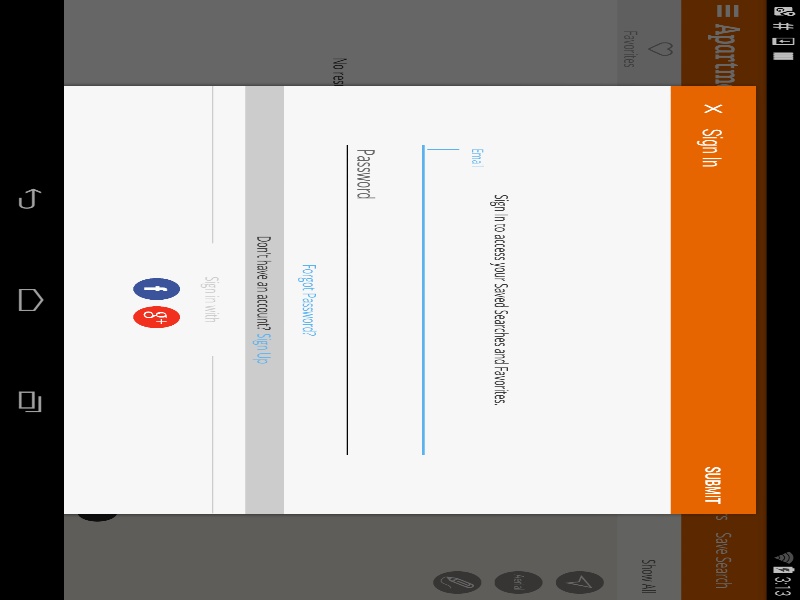 3:13
Apartme
Save Search
Favorites
Show All
No resu
X Sign In
SUBMIT
Sign In to access your Saved Searches and Favorites.
Email
Password
Forgot Password?
Don't have an account? Sign Up
Sign in with
f
g+